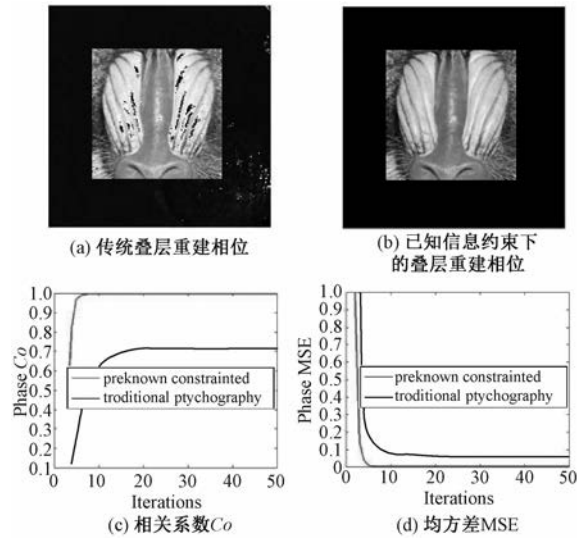 (a) 传统叠层重建相位
(b) 已知信息约束下
的叠层重建相位
1.0
0.9
0.8
0.7
0.6
0.5
0.4
0.3
0.2
0.1
Phase Co
preknown constrainted
troditional ptychography
0 10 20 30 40 50
Iterations
(c) 相关系数Co
1.0
0.9
0.8
0.7
0.6
0.5
0.4
0.3
0.2
0.1
0
Phase MSE
preknown constrainted
troditional ptychography
0 10 20 30 40 50
Iterations
(d) 均方差MSE